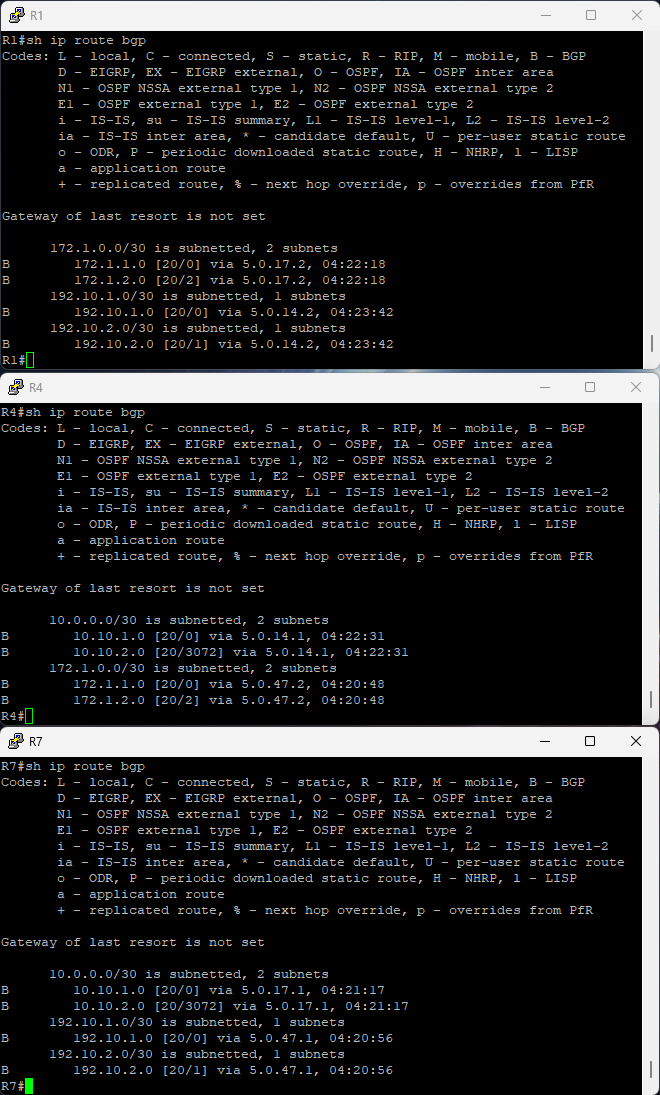 R1
R1#sh ip route bgp
Codes: L - local, C - connected, S - static, R - RIP, M - mobile, B - BGP
       D - EIGRP, EX - EIGRP external, O - OSPF, IA - OSPF inter area
       N1 - OSPF NSSA external type 1, N2 - OSPF NSSA external type 2
       E1 - OSPF external type 1, E2 - OSPF external type 2
       i - IS-IS, su - IS-IS summary, L1 - IS-IS level-1, L2 - IS-IS level-2
       ia - IS-IS inter area, * - candidate default, U - per-user static route
       o - ODR, P - periodic downloaded static route, H - NHRP, l - LISP
       a - application route
       + - replicated route, % - next hop override, p - overrides from PfR
Gateway of last resort is not set
      172.1.0.0/30 is subnetted, 2 subnets
B        172.1.1.0 [20/0] via 5.0.17.2, 04:22:18
B        172.1.2.0 [20/2] via 5.0.17.2, 04:22:18
      192.10.1.0/30 is subnetted, 1 subnets
B        192.10.1.0 [20/0] via 5.0.14.2, 04:23:42
      192.10.2.0/30 is subnetted, 1 subnets
B        192.10.2.0 [20/1] via 5.0.14.2, 04:23:42
R1#
R4
R4#sh ip route bgp
Codes: L - local, C - connected, S - static, R - RIP, M - mobile, B - BGP
       D - EIGRP, EX - EIGRP external, O - OSPF, IA - OSPF inter area
       N1 - OSPF NSSA external type 1, N2 - OSPF NSSA external type 2
       E1 - OSPF external type 1, E2 - OSPF external type 2
       i - IS-IS, su - IS-IS summary, L1 - IS-IS level-1, L2 - IS-IS level-2
       ia - IS-IS inter area, * - candidate default, U - per-user static route
       o - ODR, P - periodic downloaded static route, H - NHRP, l - LISP
       a - application route
       + - replicated route, % - next hop override, p - overrides from PfR
Gateway of last resort is not set
      10.0.0.0/30 is subnetted, 2 subnets
B        10.10.1.0 [20/0] via 5.0.14.1, 04:22:31
B        10.10.2.0 [20/3072] via 5.0.14.1, 04:22:31
      172.1.0.0/30 is subnetted, 2 subnets
B        172.1.1.0 [20/0] via 5.0.47.2, 04:20:48
B        172.1.2.0 [20/2] via 5.0.47.2, 04:20:48
R4#
R7
R7#sh ip route bgp
Codes: L - local, C - connected, S - static, R - RIP, M - mobile, B - BGP
       D - EIGRP, EX - EIGRP external, O - OSPF, IA - OSPF inter area
       N1 - OSPF NSSA external type 1, N2 - OSPF NSSA external type 2
       E1 - OSPF external type 1, E2 - OSPF external type 2
       i - IS-IS, su - IS-IS summary, L1 - IS-IS level-1, L2 - IS-IS level-2
       ia - IS-IS inter area, * - candidate default, U - per-user static route
       o - ODR, P - periodic downloaded static route, H - NHRP, l - LISP
       a - application route
       + - replicated route, % - next hop override, p - overrides from PfR
Gateway of last resort is not set
      10.0.0.0/30 is subnetted, 2 subnets
B        10.10.1.0 [20/0] via 5.0.17.1, 04:21:17
B        10.10.2.0 [20/3072] via 5.0.17.1, 04:21:17
      192.10.1.0/30 is subnetted, 1 subnets
B        192.10.1.0 [20/0] via 5.0.47.1, 04:20:56
      192.10.2.0/30 is subnetted, 1 subnets
B        192.10.2.0 [20/1] via 5.0.47.1, 04:20:56
R7#